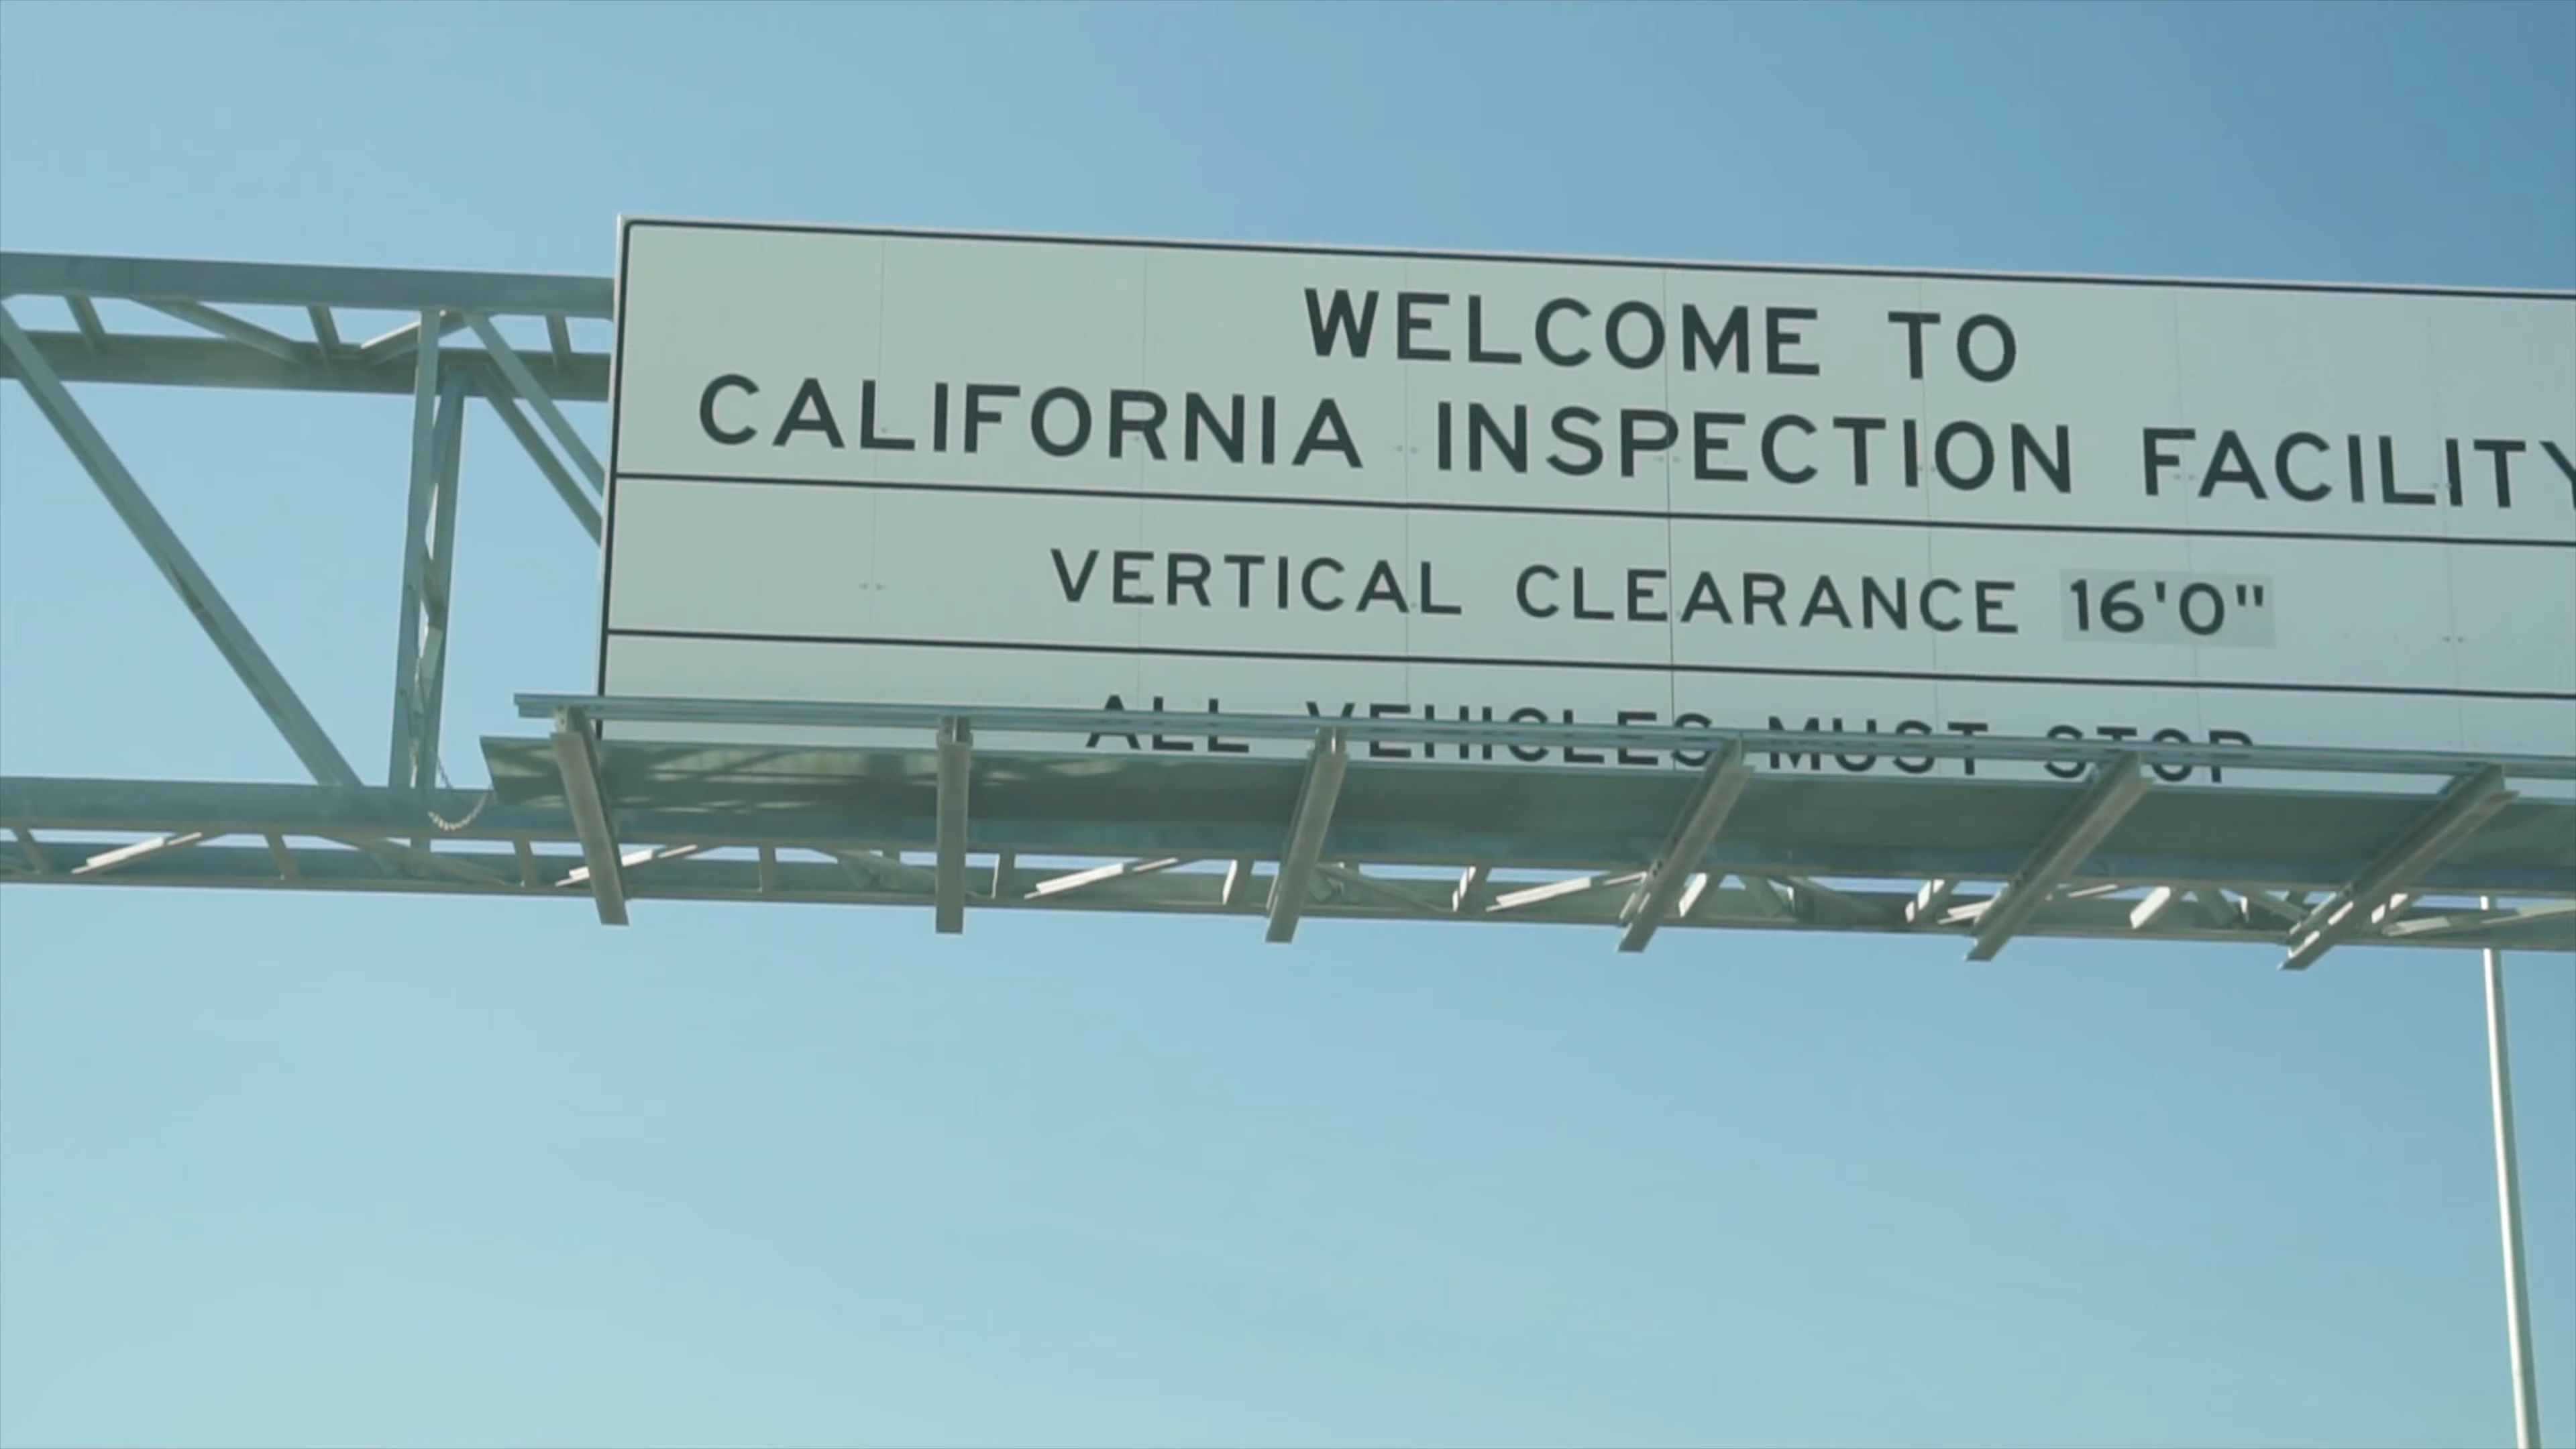 WELCOME TO
CALIFORNIA INSPECTION FACILITY
VERTICAL CLEARANCE 16'0"
ALL VEHICLES MUST STOP